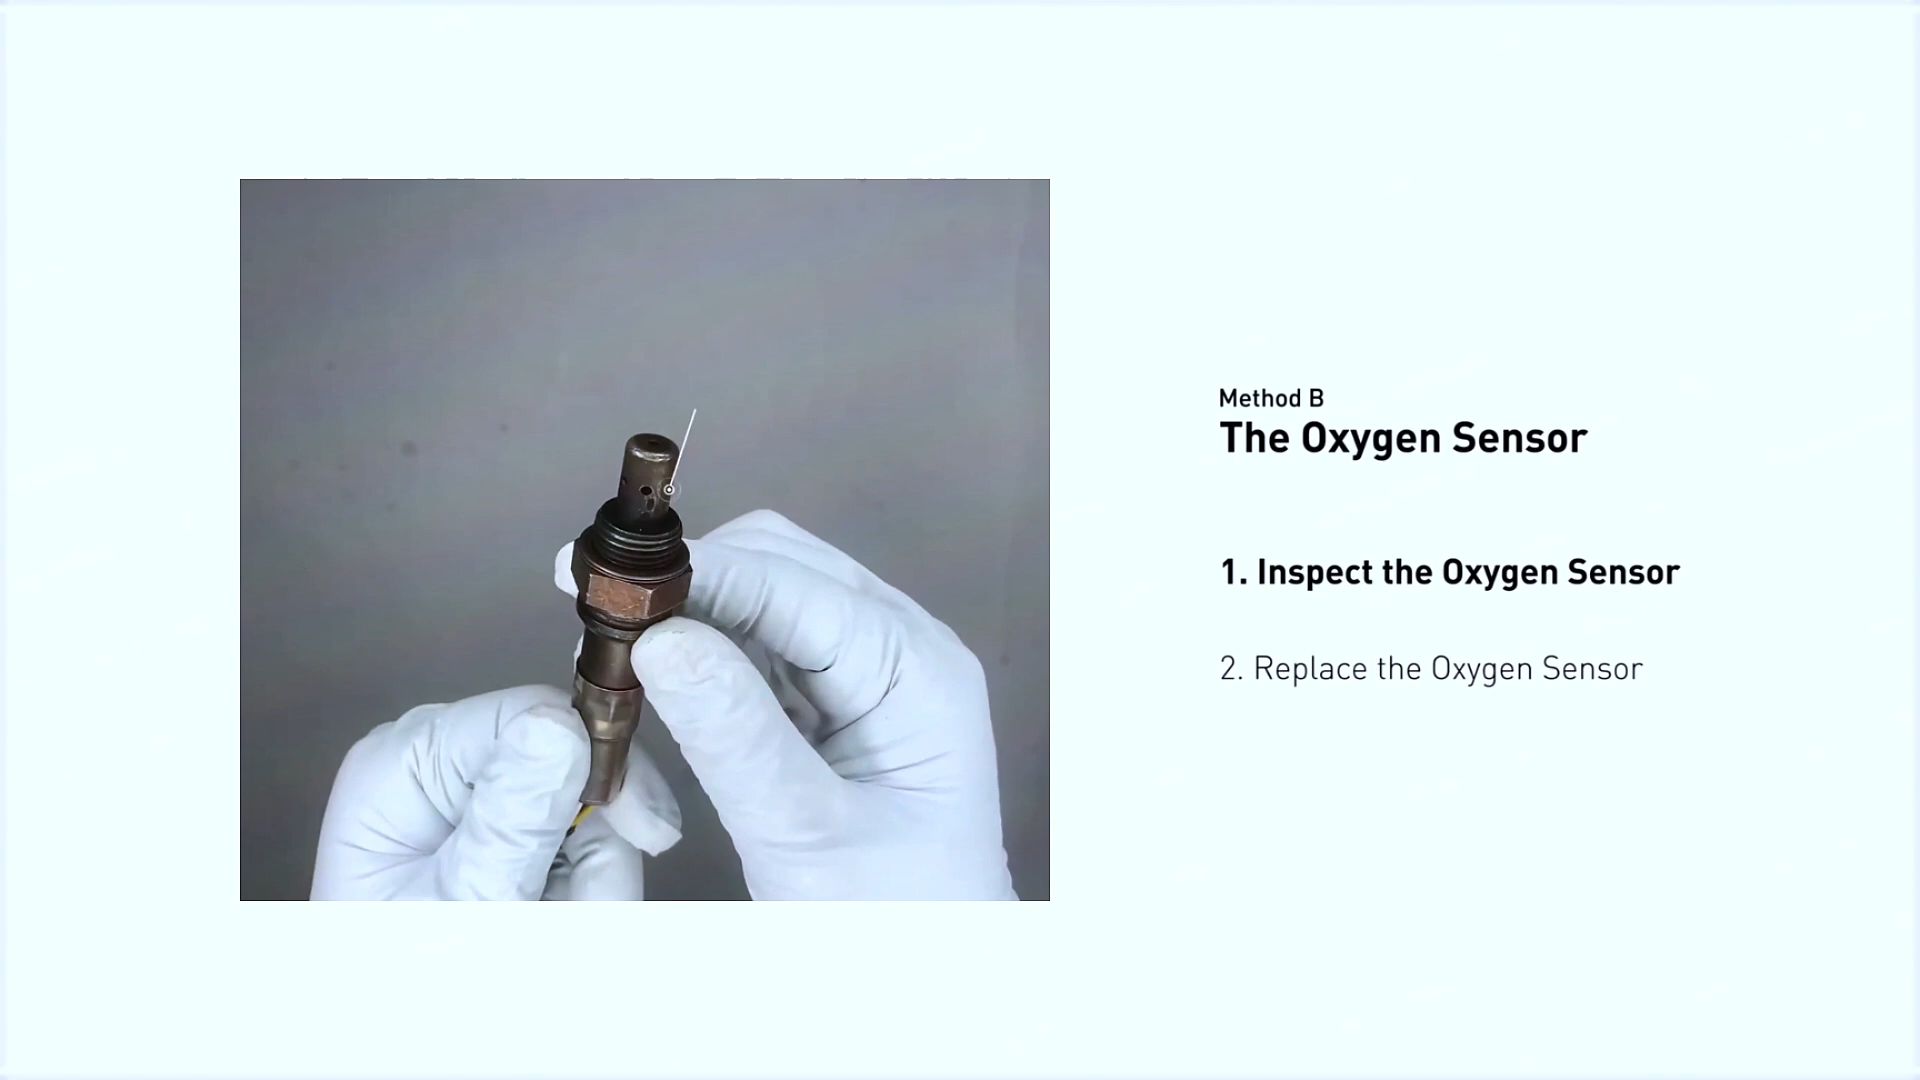 Method B
The Oxygen Sensor
1. Inspect the Oxygen Sensor
2. Replace the Oxygen Sensor